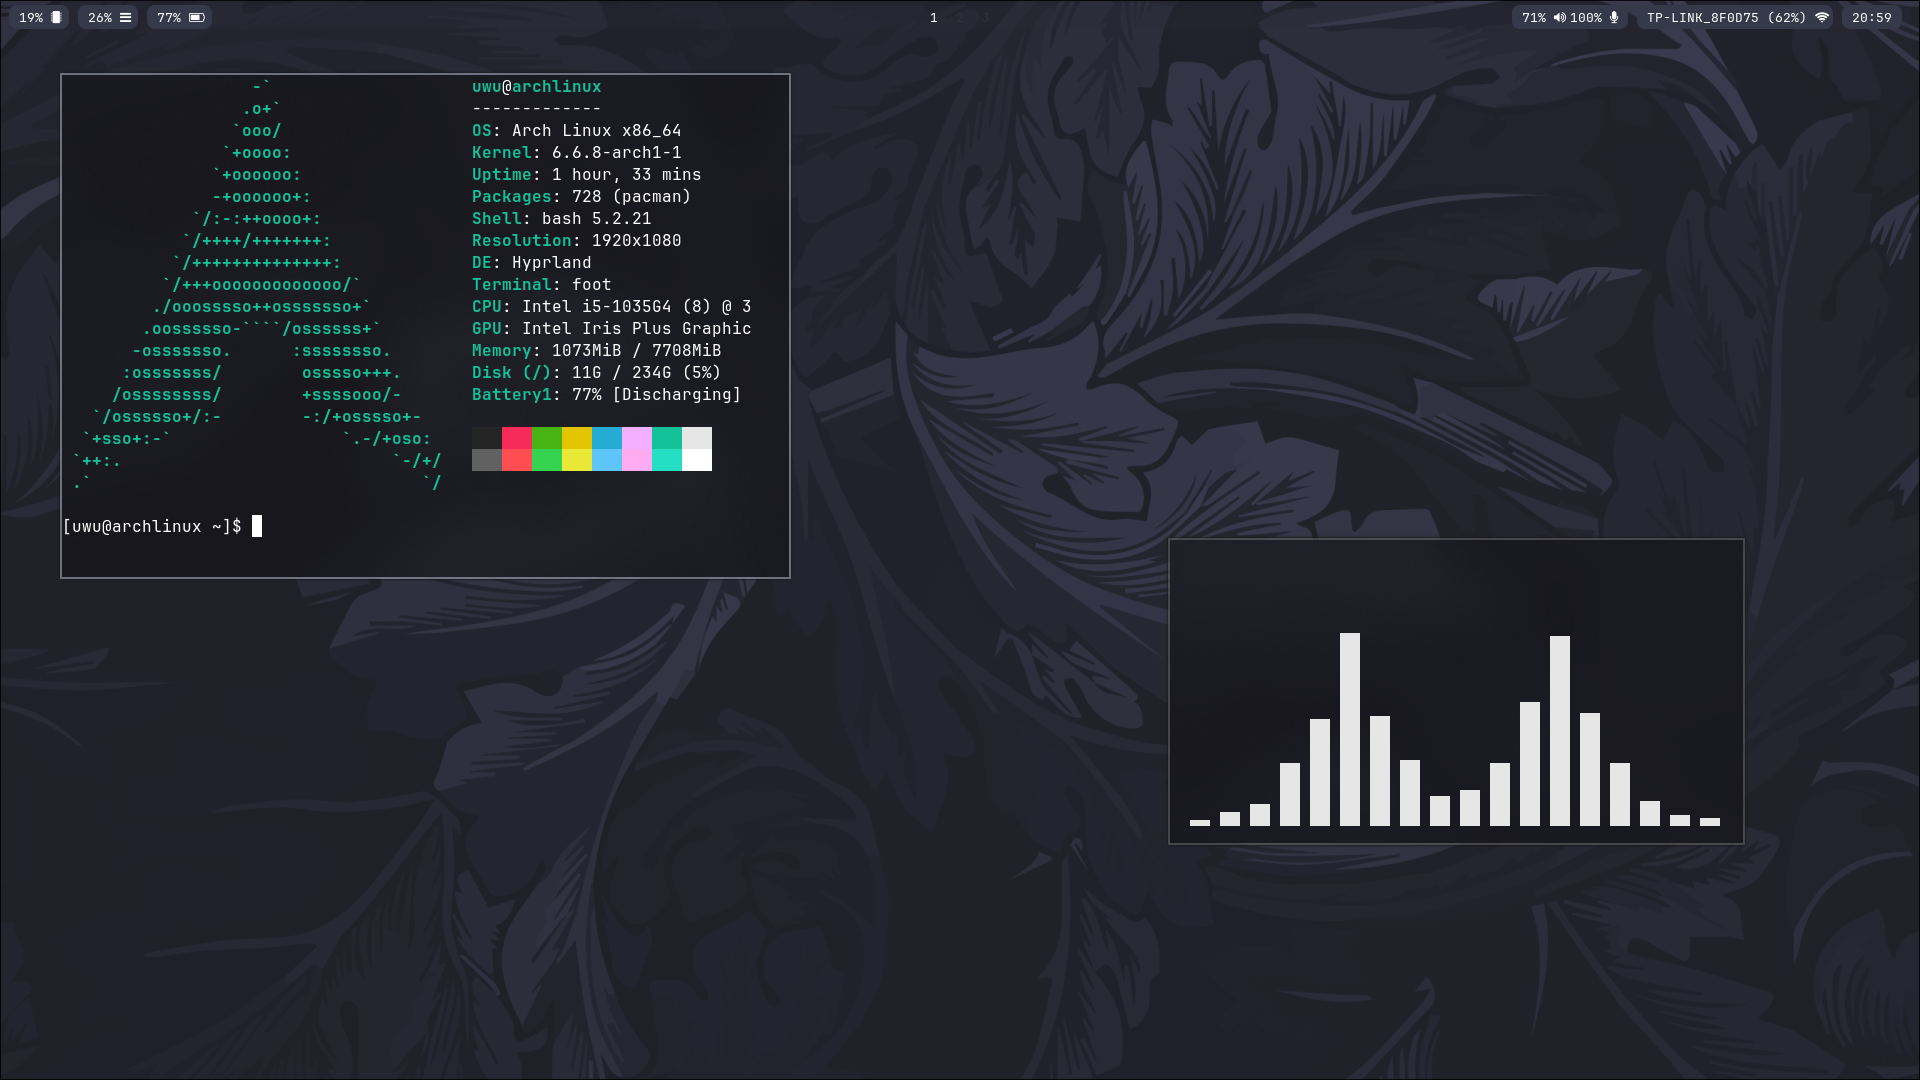 19% 26% 77% 1 2 3 71% 100% TP-LINK_8F0D75 (62%) 20:59
-`
.o+`
`ooo/
`+oooo:
`+oooooo:
-+oooooo+:
`/:-:++oooo+:
`/++++/+++++++:
`/++++++++++++++:
`/+++ooooooooooooo/`
./ooosssso++osssssso+`
.oossssso-````/ossssss+`
-osssssso.      :ssssssso.
:osssssss/        osssso+++.
/ossssssss/        +ssssooo/-
`/ossssso+/:-        -:/+osssso+-
`+sso+:-`                 `.-/+oso:
`++:.                           `-/+/
.`                                 `/
uwu@archlinux
-------------
OS: Arch Linux x86_64
Kernel: 6.6.8-arch1-1
Uptime: 1 hour, 33 mins
Packages: 728 (pacman)
Shell: bash 5.2.21
Resolution: 1920x1080
DE: Hyprland
Terminal: foot
CPU: Intel i5-1035G4 (8) @ 3
GPU: Intel Iris Plus Graphic
Memory: 1073MiB / 7708MiB
Disk (/): 11G / 234G (5%)
Battery1: 77% [Discharging]
[uwu@archlinux ~]$